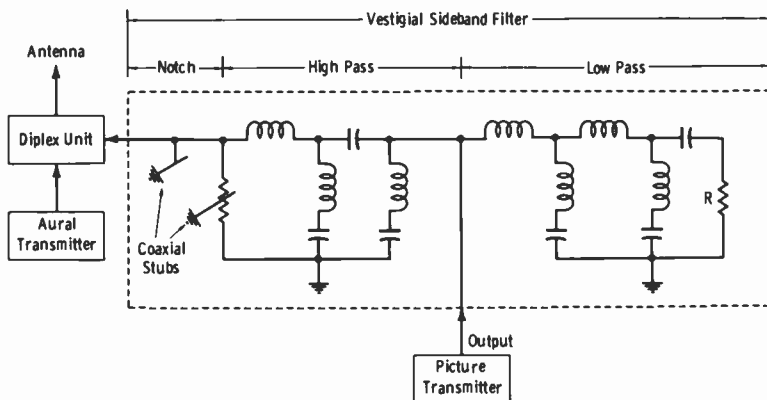 Vestigial Sideband Filter
Antenna
Notch
High Pass
Low Pass
Diplex Unit
Aural
Transmitter
Coaxial
Stubs
R
Output
Picture
Transmitter